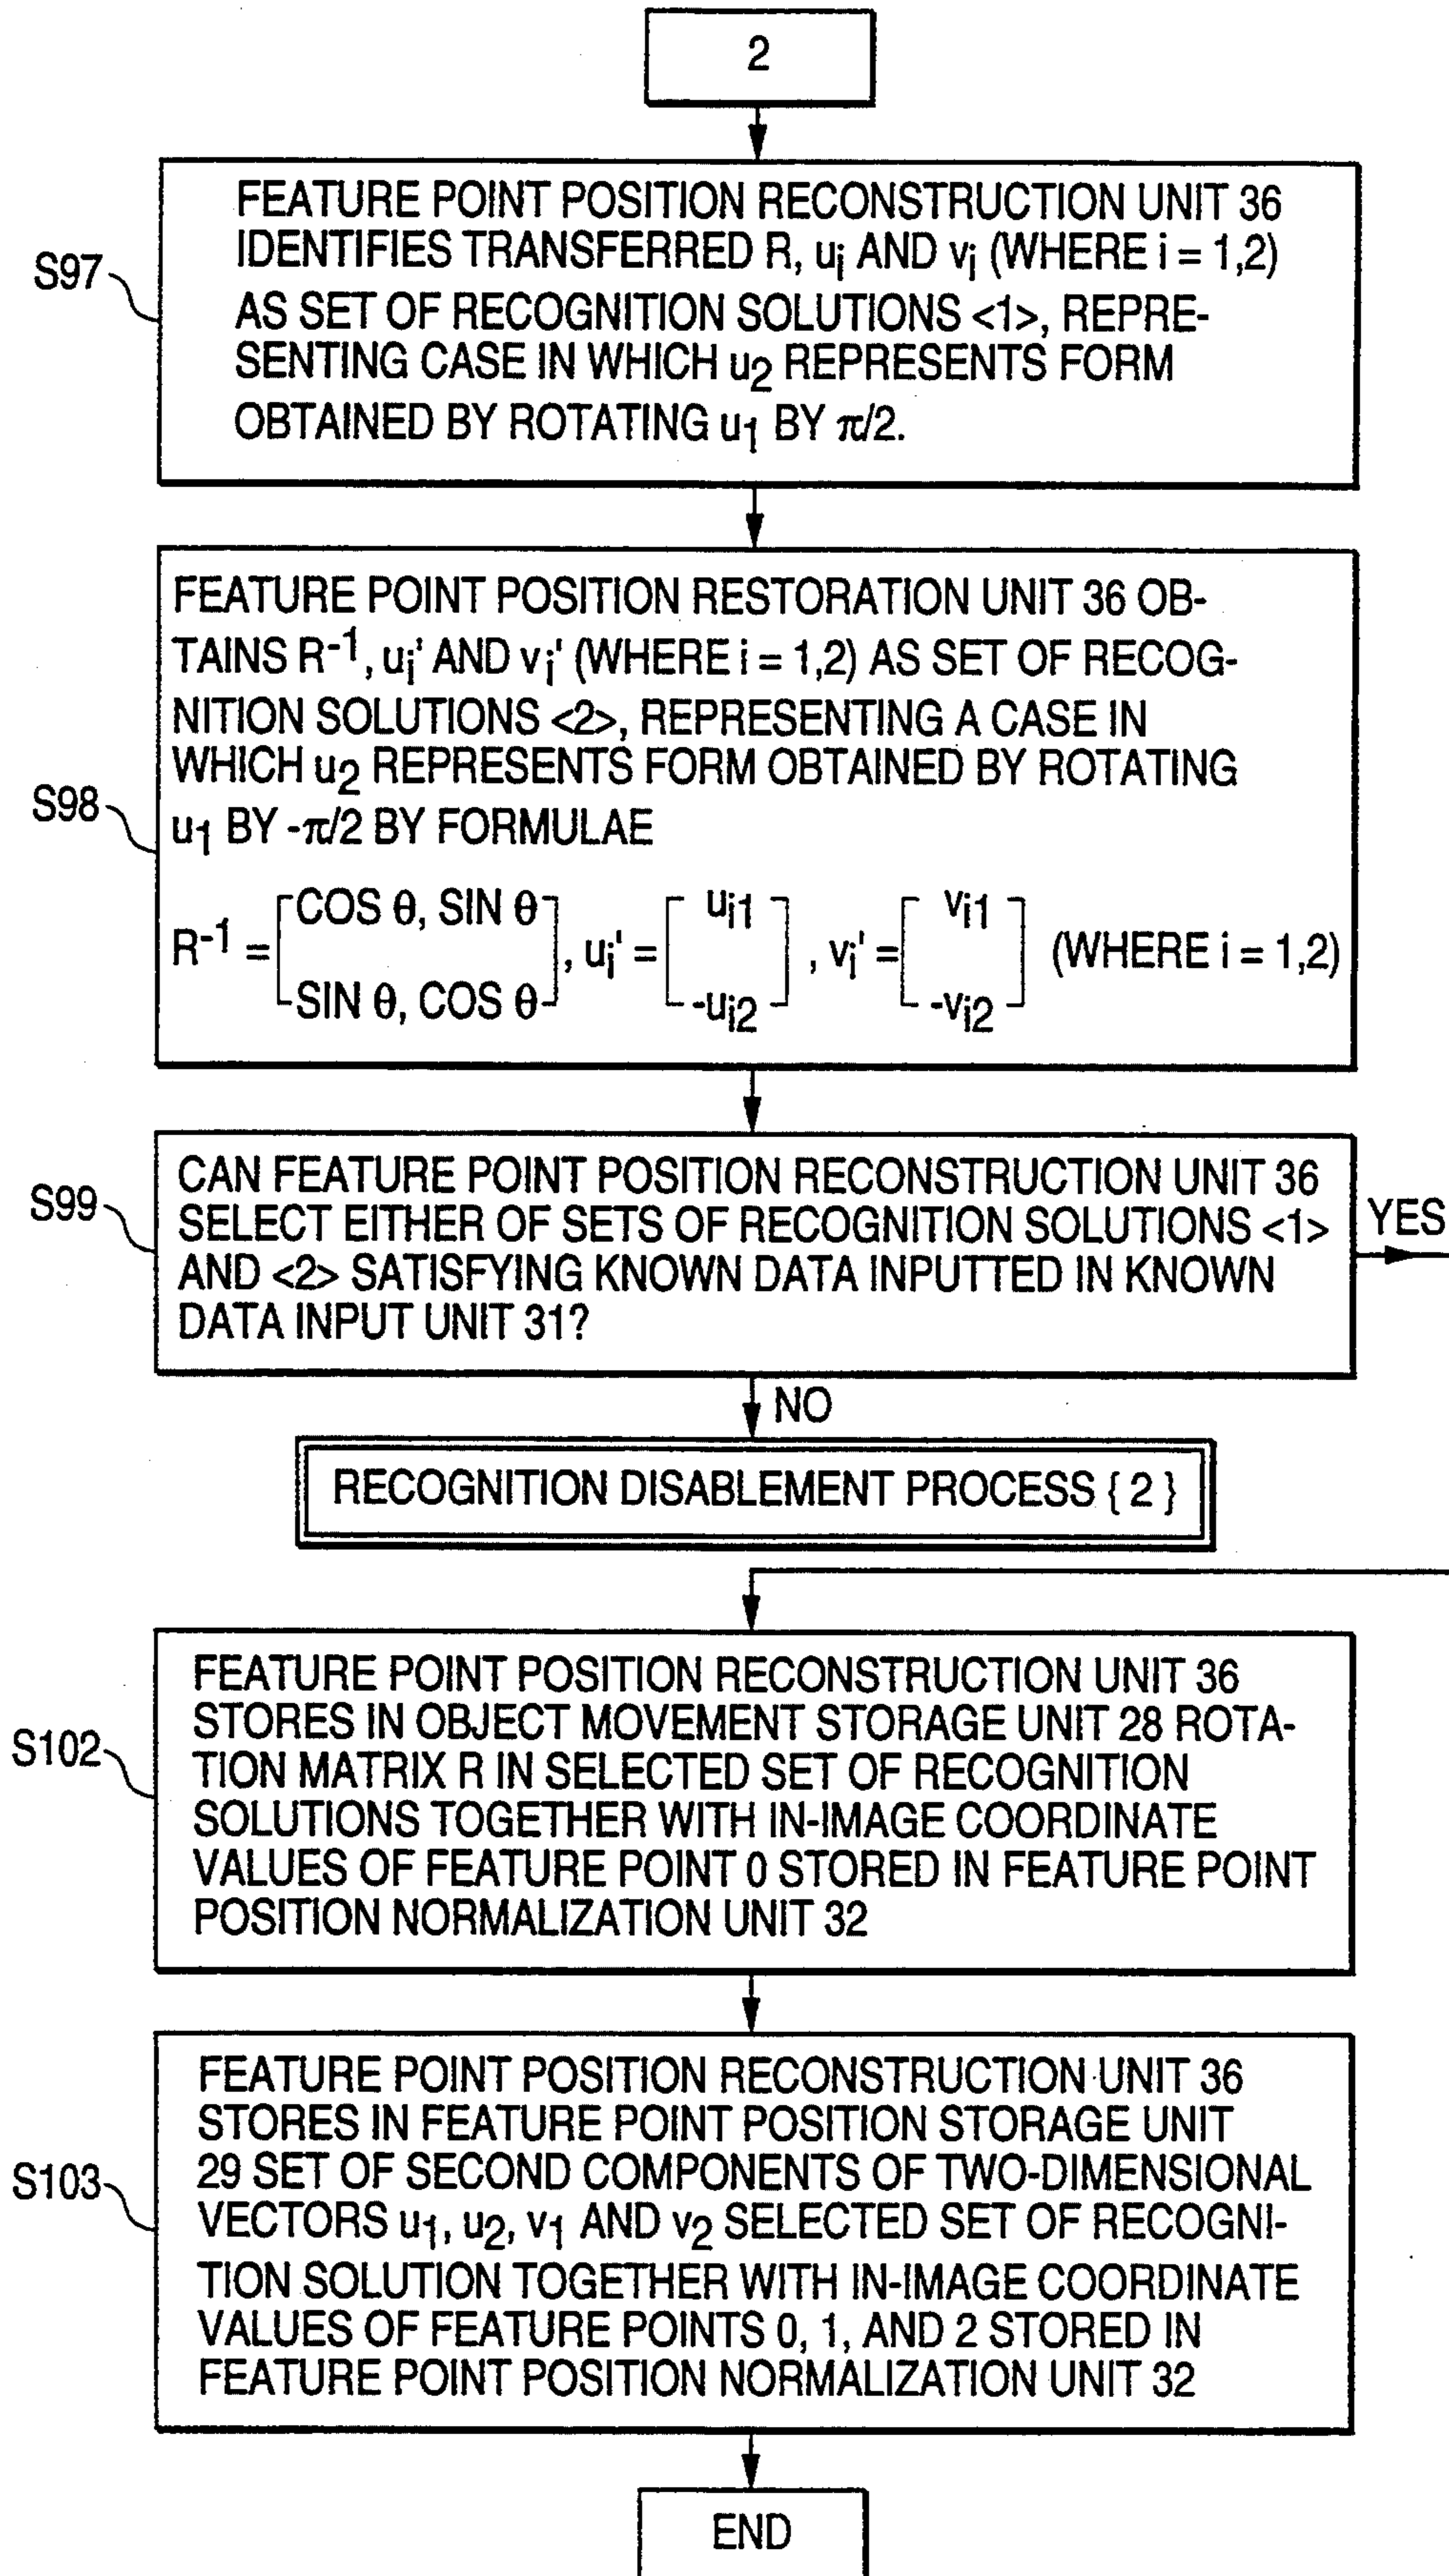 2
S97
FEATURE POINT POSITION RECONSTRUCTION UNIT 36
IDENTIFIES TRANSFERRED R, uᵢ AND vᵢ (WHERE i = 1,2)
AS SET OF RECOGNITION SOLUTIONS <1>, REPRE-
SENTING CASE IN WHICH u₂ REPRESENTS FORM
OBTAINED BY ROTATING u₁ BY π/2.
S98
FEATURE POINT POSITION RESTORATION UNIT 36 OB-
TAINS R⁻¹, uᵢ' AND vᵢ' (WHERE i = 1,2) AS SET OF RECOG-
NITION SOLUTIONS <2>, REPRESENTING A CASE IN
WHICH u₂ REPRESENTS FORM OBTAINED BY ROTATING
u₁ BY -π/2 BY FORMULAE
R⁻¹ = [COS θ, SIN θ SIN θ, COS θ], uᵢ' = [uᵢ₁ -uᵢ₂], vᵢ' = [vᵢ₁ -vᵢ₂] (WHERE i = 1,2)
S99
CAN FEATURE POINT POSITION RECONSTRUCTION UNIT 36
SELECT EITHER OF SETS OF RECOGNITION SOLUTIONS <1>
AND <2> SATISFYING KNOWN DATA INPUTTED IN KNOWN
DATA INPUT UNIT 31?
YES
NO
RECOGNITION DISABLEMENT PROCESS { 2 }
S102
FEATURE POINT POSITION RECONSTRUCTION UNIT 36
STORES IN OBJECT MOVEMENT STORAGE UNIT 28 ROTA-
TION MATRIX R IN SELECTED SET OF RECOGNITION
SOLUTIONS TOGETHER WITH IN-IMAGE COORDINATE
VALUES OF FEATURE POINT 0 STORED IN FEATURE POINT
POSITION NORMALIZATION UNIT 32
S103
FEATURE POINT POSITION RECONSTRUCTION UNIT 36
STORES IN FEATURE POINT POSITION STORAGE UNIT
29 SET OF SECOND COMPONENTS OF TWO-DIMENSIONAL
VECTORS u₁, u₂, v₁ AND v₂ SELECTED SET OF RECOGNI-
TION SOLUTION TOGETHER WITH IN-IMAGE COORDINATE
VALUES OF FEATURE POINTS 0, 1, AND 2 STORED IN
FEATURE POINT POSITION NORMALIZATION UNIT 32
END